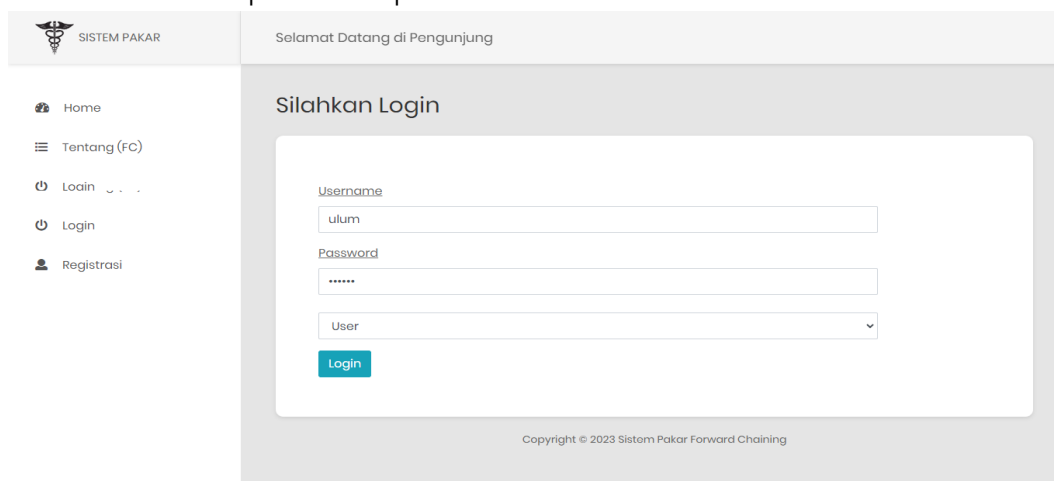 SISTEM PAKAR
Selamat Datang di Pengunjung
Home
Tentang (FC)
Login
Registrasi
Silahkan Login
Username
ulum
Password
••••••
User
Login
Copyright © 2023 Sistem Pakar Forward Chaining